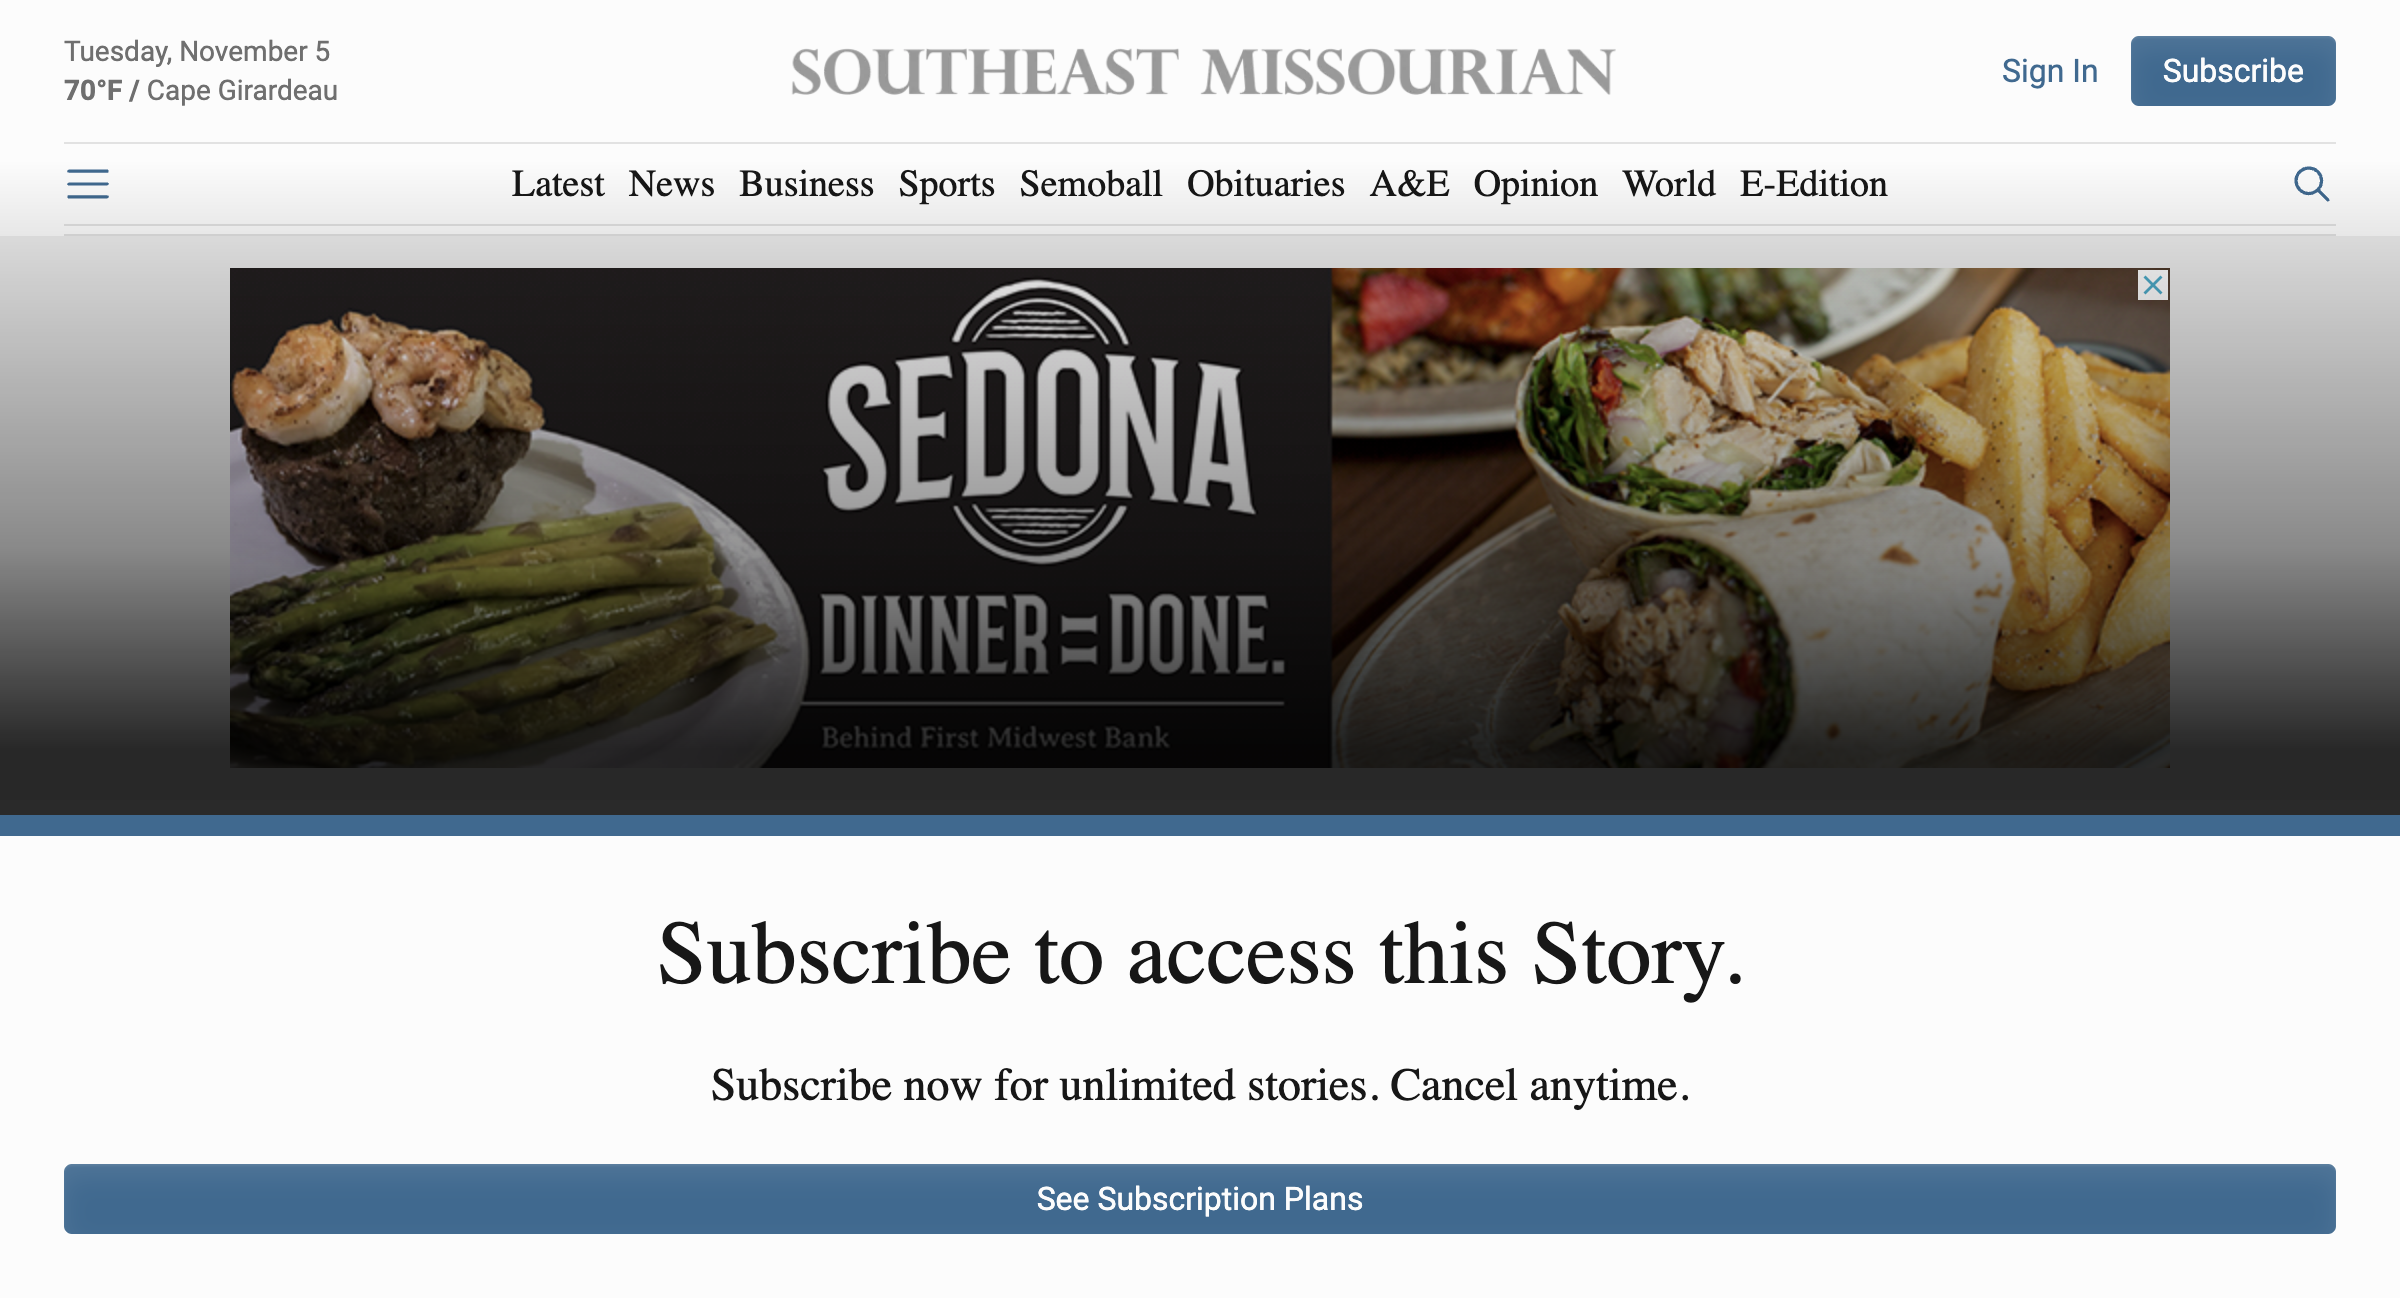 Tuesday, November 5
70°F / Cape Girardeau
SOUTHEAST MISSOURIAN
Sign In
Subscribe
Latest News Business Sports Semoball Obituaries A&E Opinion World E-Edition
SEDONA
DINNER = DONE.
Behind First Midwest Bank
Subscribe to access this Story.
Subscribe now for unlimited stories. Cancel anytime.
See Subscription Plans